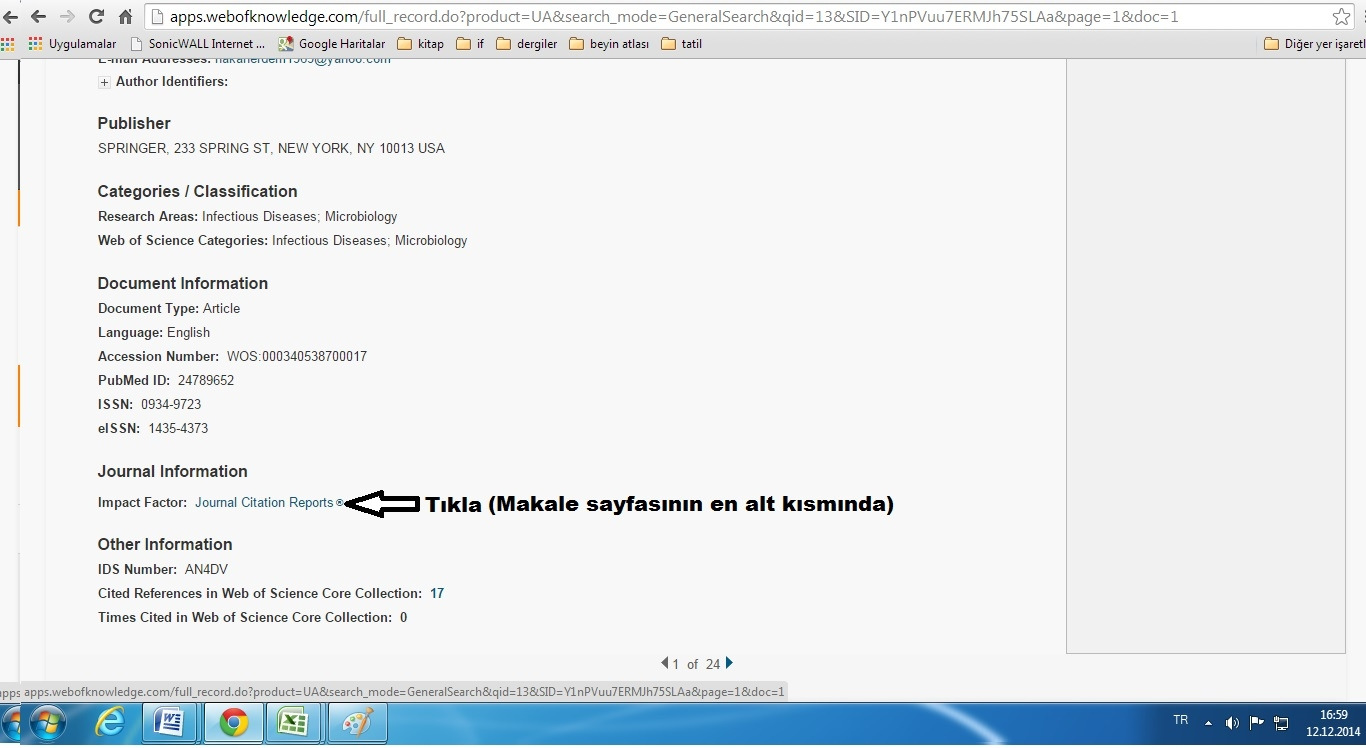 apps.webofknowledge.com/full_record.do?product=UA&search_mode=GeneralSearch&qid=13&SID=Y1nPVuu7ERMJh75SLAa&page=1&doc=1
Uygulamalar SonicWALL Internet ... Google Haritalar kitap if dergiler beyin atlası tatil Diğer yer işaretl
E-mail Addresses: hakanerdem1969@yahoo.com
+ Author Identifiers:
Publisher
SPRINGER, 233 SPRING ST, NEW YORK, NY 10013 USA
Categories / Classification
Research Areas: Infectious Diseases; Microbiology
Web of Science Categories: Infectious Diseases; Microbiology
Document Information
Document Type: Article
Language: English
Accession Number: WOS:000340538700017
PubMed ID: 24789652
ISSN: 0934-9723
eISSN: 1435-4373
Journal Information
Impact Factor: Journal Citation Reports ® Tıkla (Makale sayfasının en alt kısmında)
Other Information
IDS Number: AN4DV
Cited References in Web of Science Core Collection: 17
Times Cited in Web of Science Core Collection: 0
1 of 24
apps apps.webofknowledge.com/full_record.do?product=UA&search_mode=GeneralSearch&qid=13&SID=Y1nPVuu7ERMJh75SLAa&page=1&doc=1
TR 16:59
12.12.2014